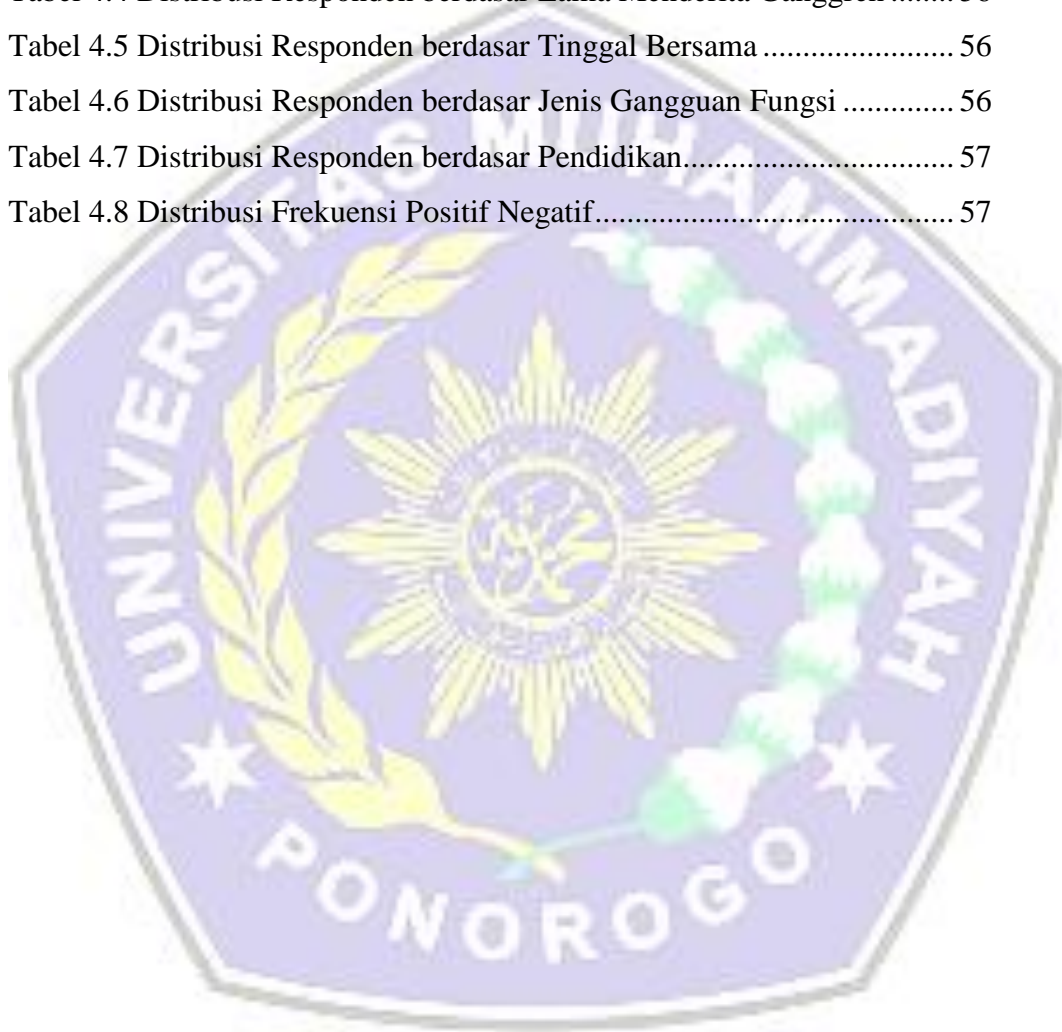 Tabel 4.5 Distribusi Responden berdasar Tinggal Bersama ........................ 56
Tabel 4.6 Distribusi Responden berdasar Jenis Gangguan Fungsi .............. 56
Tabel 4.7 Distribusi Responden berdasar Pendidikan.................................. 57
Tabel 4.8 Distribusi Frekuensi Positif Negatif............................................. 57
UNIVERSITAS MUHAMMADIYAH
PONOROGO